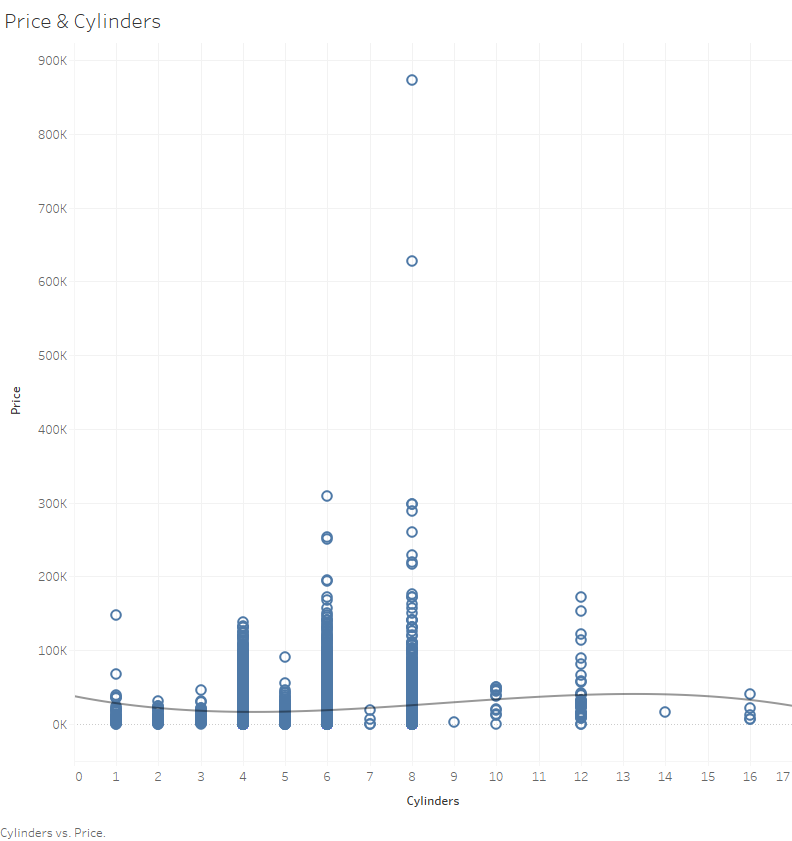 Price & Cylinders
900K
800K
700K
600K
500K
400K
300K
200K
100K
0K
Price
0 1 2 3 4 5 6 7 8 9 10 11 12 13 14 15 16 17
Cylinders
Cylinders vs. Price.